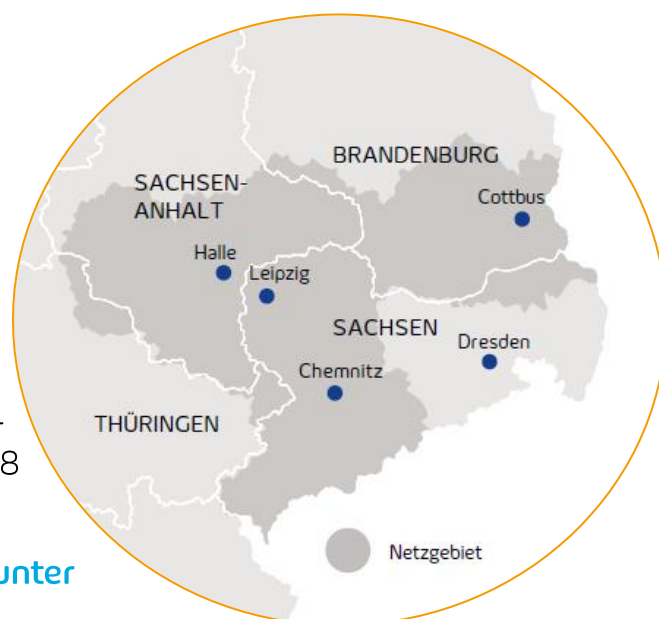 BRANDENBURG
SACHSEN-
ANHALT
Cottbus
Halle
Leipzig
SACHSEN
Dresden
Chemnitz
THÜRINGEN
8
Netzgebiet
unter